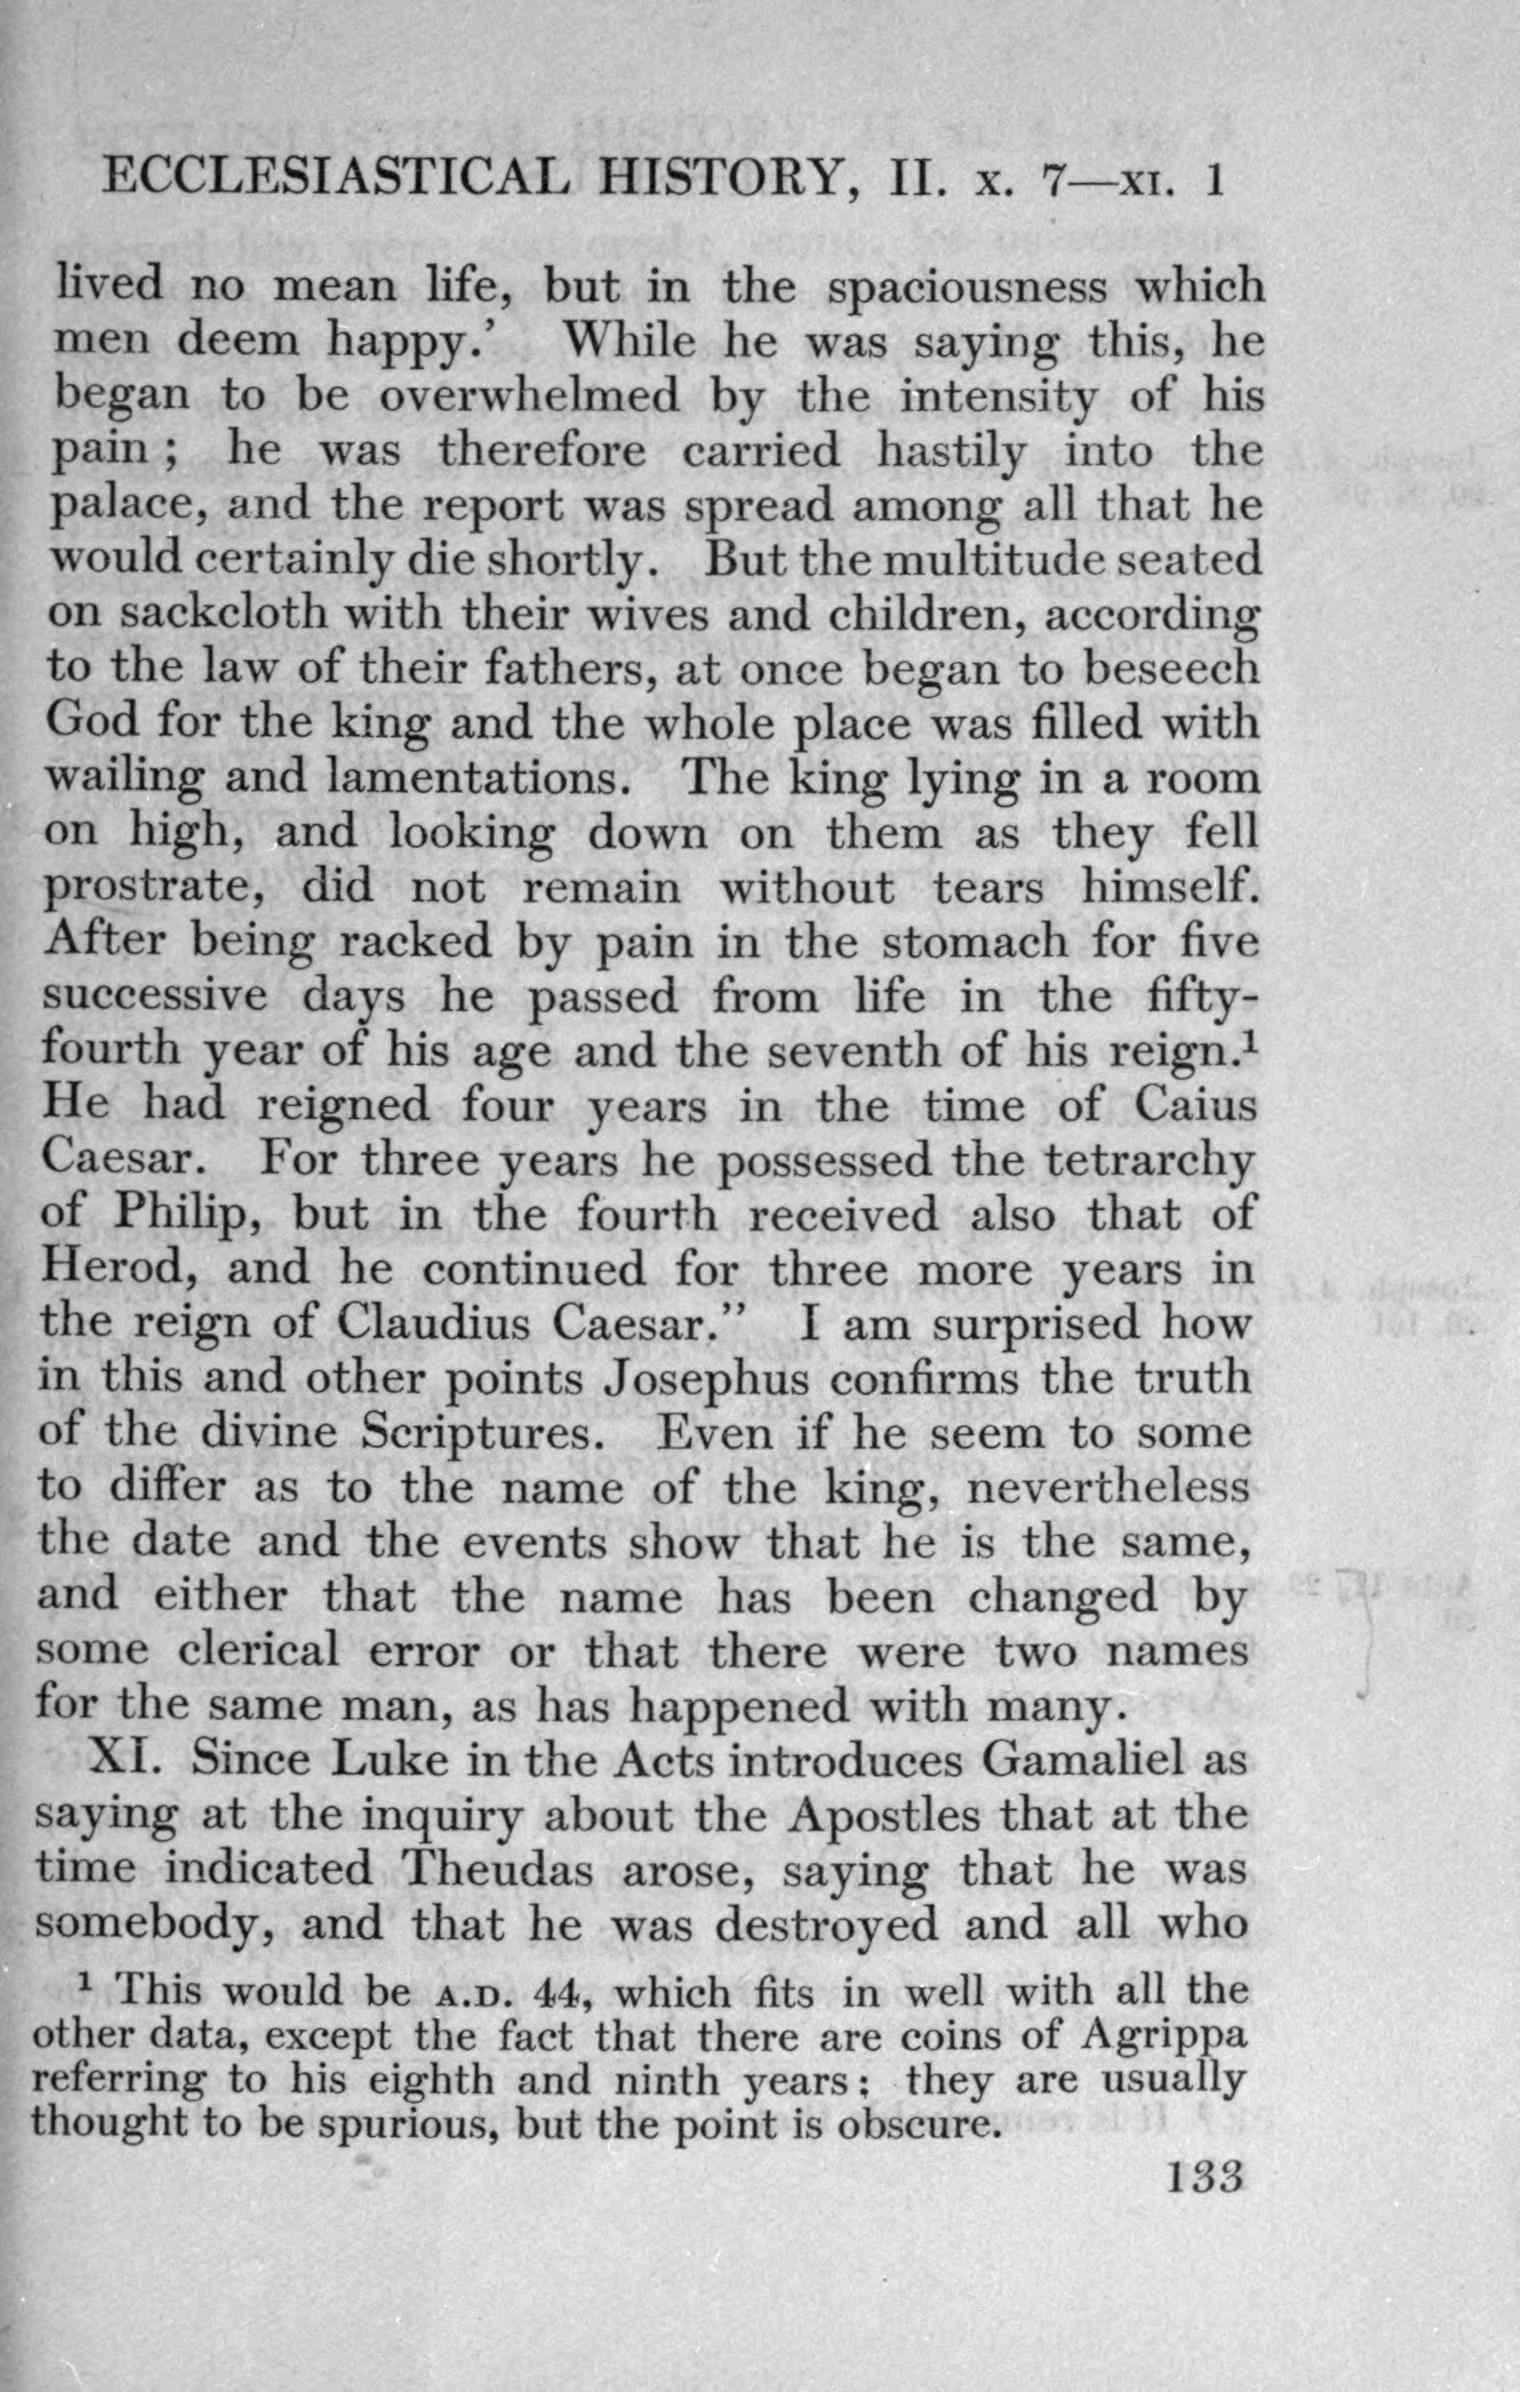 ECCLESIASTICAL HISTORY, II. x. 7—xi. 1
lived no mean life, but in the spaciousness which
men deem happy.’ While he was saying this, he
began to be overwhelmed by the intensity of his
pain ; he was therefore carried hastily into the
palace, and the report was spread among all that he
would certainly die shortly. But the multitude seated
on sackcloth with their wives and children, according
to the law of their fathers, at once began to beseech
God for the king and the whole place was filled with
wailing and lamentations. The king lying in a room
on high, and looking down on them as they fell
prostrate, did not remain without tears himself.
After being racked by pain in the stomach for five
successive days he passed from life in the fifty-
fourth year of his age and the seventh of his reign.¹
He had reigned four years in the time of Caius
Caesar. For three years he possessed the tetrarchy
of Philip, but in the fourth received also that of
Herod, and he continued for three more years in
the reign of Claudius Caesar.” I am surprised how
in this and other points Josephus confirms the truth
of the divine Scriptures. Even if he seem to some
to differ as to the name of the king, nevertheless
the date and the events show that he is the same,
and either that the name has been changed by
some clerical error or that there were two names
for the same man, as has happened with many.
XI. Since Luke in the Acts introduces Gamaliel as
saying at the inquiry about the Apostles that at the
time indicated Theudas arose, saying that he was
somebody, and that he was destroyed and all who
¹ This would be A.D. 44, which fits in well with all the
other data, except the fact that there are coins of Agrippa
referring to his eighth and ninth years: they are usually
thought to be spurious, but the point is obscure.
133